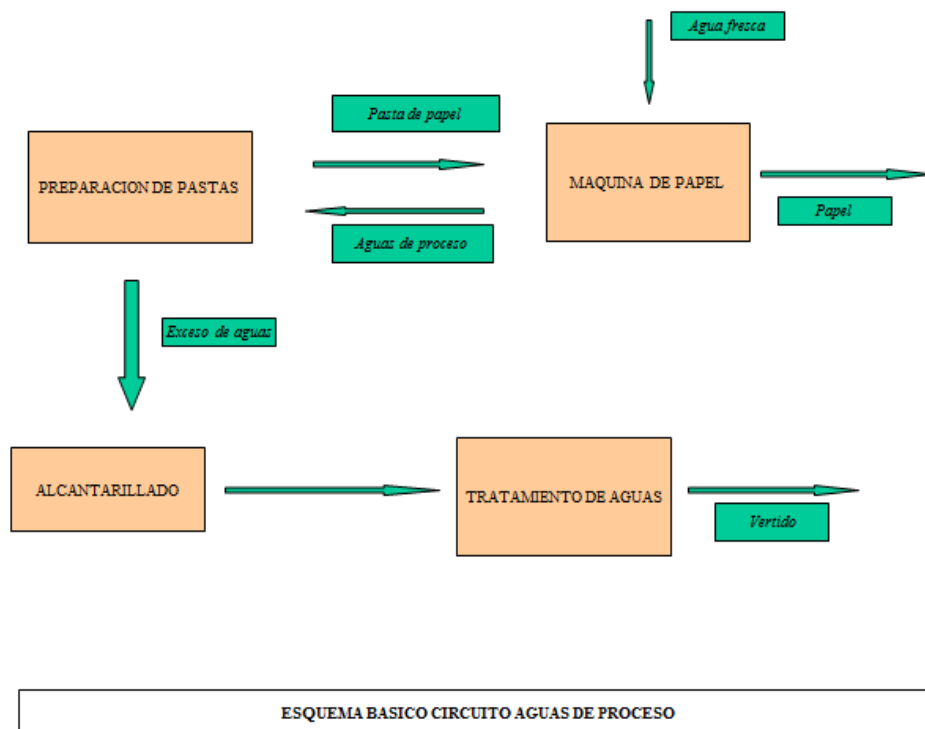 Agua fresca
Pasta de papel
PREPARACION DE PASTAS
MAQUINA DE PAPEL
Papel
Aguas de proceso
Exceso de aguas
ALCANTARILLADO
TRATAMIENTO DE AGUAS
Vertido
ESQUEMA BASICO CIRCUITO AGUAS DE PROCESO